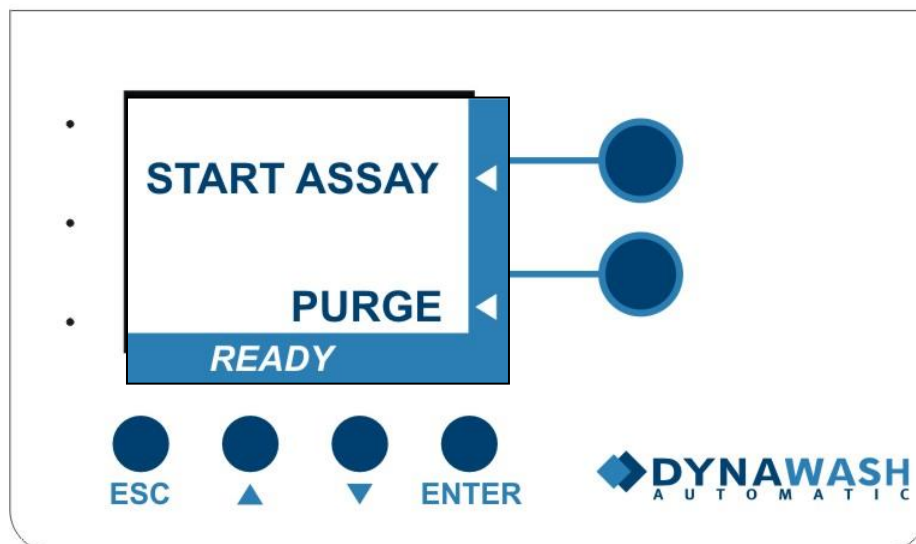 START ASSAY
PURGE
READY
ESC ▲ ▼ ENTER
DYNAWASH
AUTOMATIC